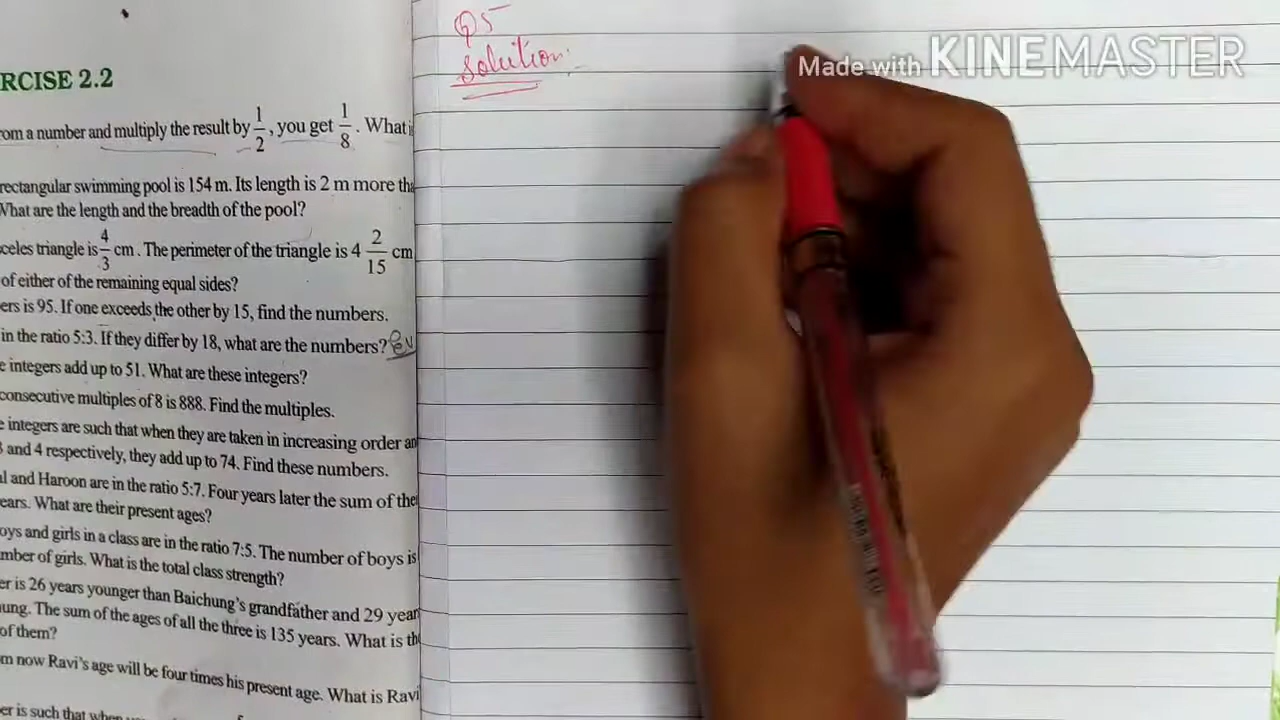 RCISE 2.2
rom a number and multiply the result by 1/2, you get 1/8. What
rectangular swimming pool is 154 m. Its length is 2 m more
What are the length and the breadth of the pool?
celes triangle is 4/3 cm. The perimeter of the triangle is 4 2/15 cm
of either of the remaining equal sides?
ers is 95. If one exceeds the other by 15, find the numbers.
in the ratio 5:3. If they differ by 18, what are the numbers?
e integers add up to 51. What are these integers?
consecutive multiples of 8 is 888. Find the multiples.
e integers are such that when they are taken in increasing order
and 4 respectively, they add up to 74. Find these numbers.
l and Haroon are in the ratio 5:7. Four years later the sum of
ears. What are their present ages?
oys and girls in a class are in the ratio 7:5. The number of boys is
mber of girls. What is the total class strength?
er is 26 years younger than Baichung's grandfather and 29 year
ung. The sum of the ages of all the three is 135 years. What is
of them?
m now Ravi's age will be four times his present age. What is Ravi
er is such that when
Q5
Solution:
Made with KINEMASTER